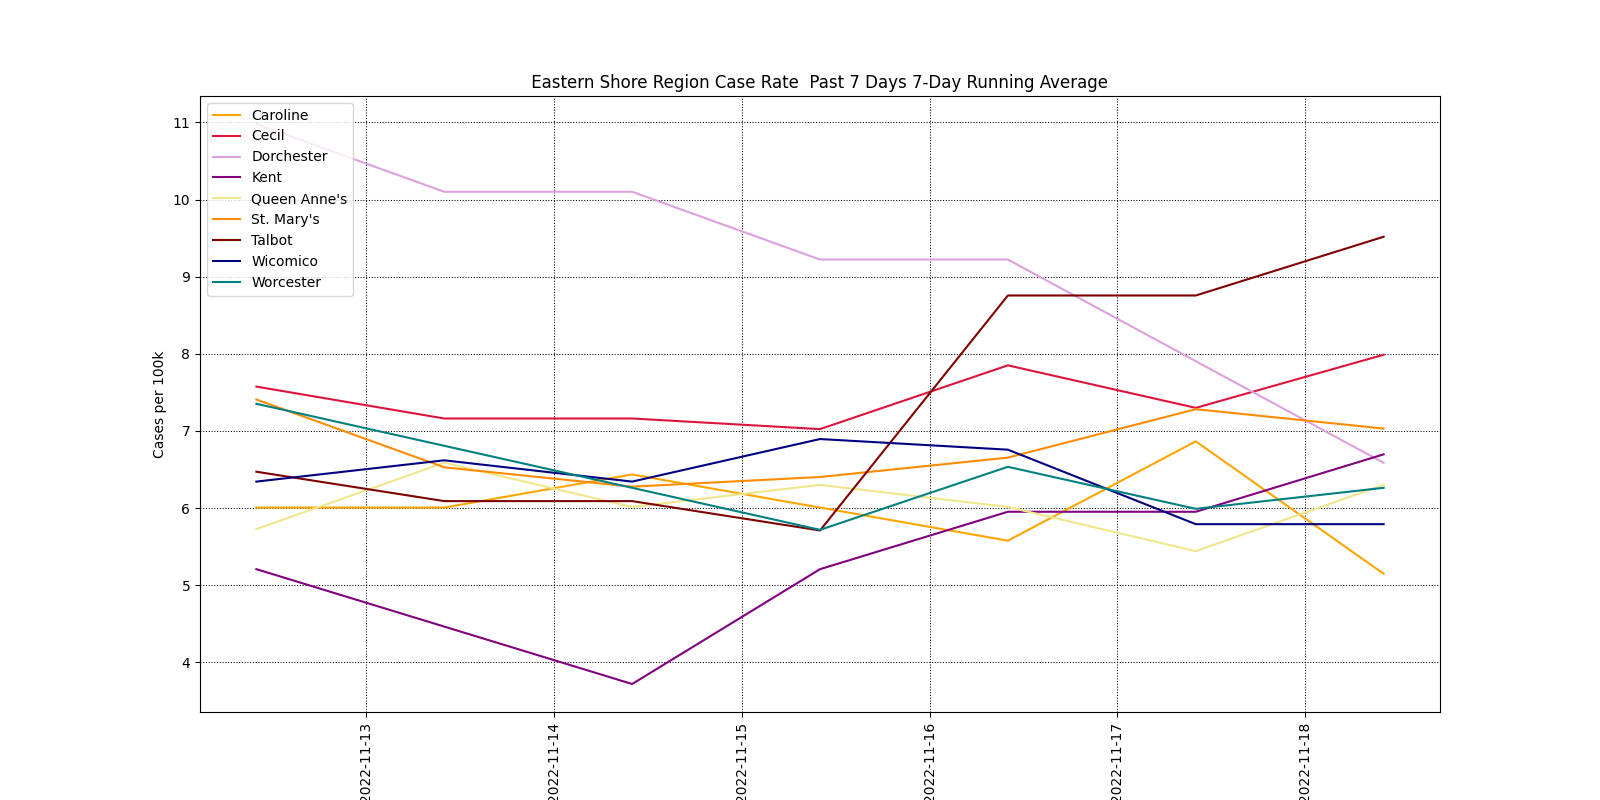 Eastern Shore Region Case Rate  Past 7 Days 7-Day Running Average
Caroline
Cecil
Dorchester
Kent
Queen Anne's
St. Mary's
Talbot
Wicomico
Worcester
Cases per 100k
11
10
9
8
7
6
5
4
2022-11-13
2022-11-14
2022-11-15
2022-11-16
2022-11-17
2022-11-18